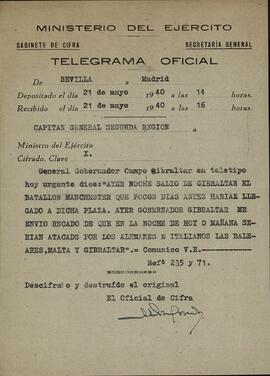 MINISTERIO DEL EJÉRCITO
GABINETE DE CIFRA SECRETARÍA GENERAL
TELEGRAMA OFICIAL
De SEVILLA a Madrid
Depositado el día 21 de mayo 1940 a las 14 horas.
Recibido el día 21 de mayo 1940 a las 16 horas.
CAPITAN GENERAL SEGUNDA REGION a
Ministro del Ejército
Cifrado. Clave X.
General Gobernador Campo Gibraltar en teletipo
hoy urgente dice:"AYER NOCHE SALIO DE GIBRALTAR EL
BATALLON MANCHESTER QUE POCOS DIAS ANTES HABIAN LLE-
GADO A DICHA PLAZA. AYER GOBERNADOR GIBRALTAR ME
ENVIO RECADO DE QUE EN LA NOCHE DE HOY O MAÑANA SE-
RIAN ATACADS POR LOS ALEMANES E ITALIANOS LAS BALE-
ARES,MALTA Y GIBRALTAR".= Comunico V.E.
Refª 235 y 71.
Descifrado y destruído el original
El Oficial de Cifra